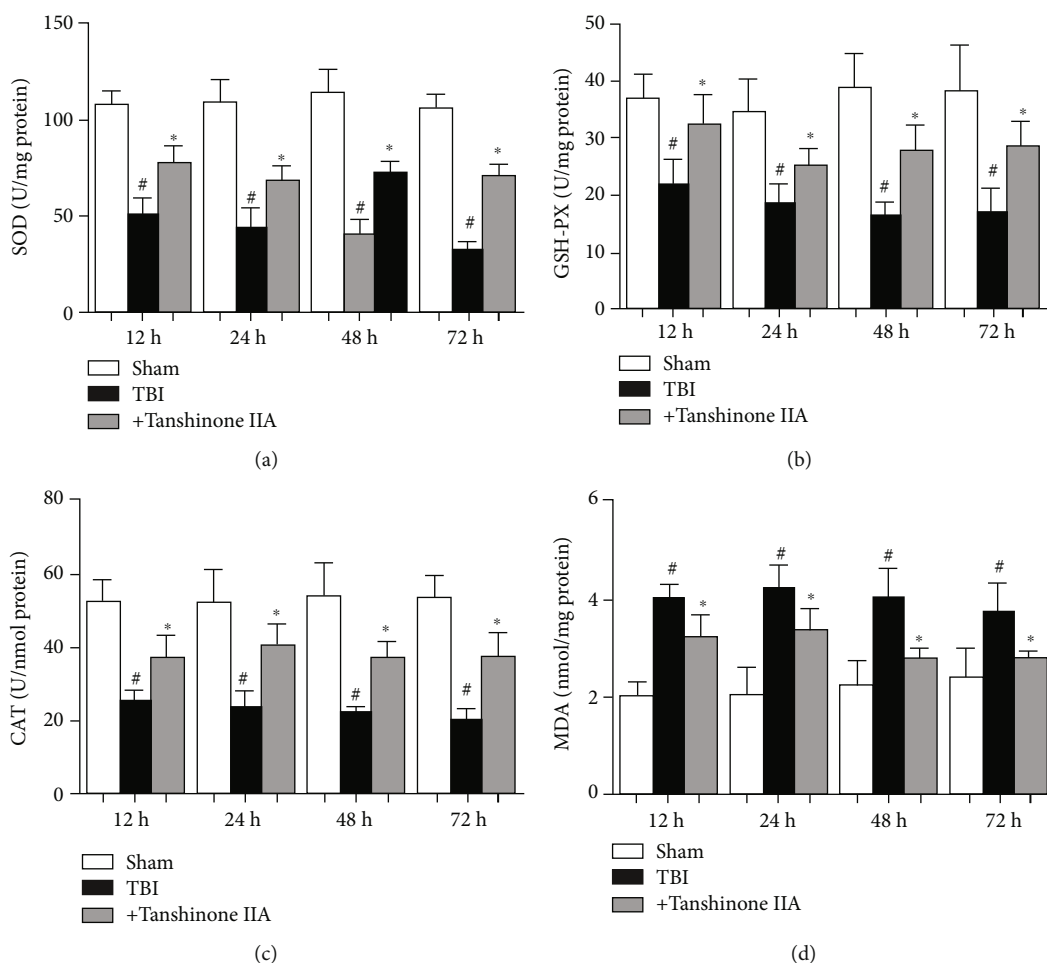 150
100
50
0
SOD (U/mg protein)
#
*
#
*
#
*
#
*
12 h
24 h
48 h
72 h
Sham
TBI
+Tanshinone IIA
(a)
50
40
30
20
10
0
GSH-PX (U/mg protein)
#
*
#
*
#
*
#
*
12 h
24 h
48 h
72 h
Sham
TBI
+Tanshinone IIA
(b)
80
60
40
20
0
CAT (U/nmol protein)
#
*
#
*
#
*
#
*
12 h
24 h
48 h
72 h
Sham
TBI
+Tanshinone IIA
(c)
6
4
2
0
MDA (nmol/mg protein)
#
*
#
*
#
*
#
*
12 h
24 h
48 h
72 h
Sham
TBI
+Tanshinone IIA
(d)